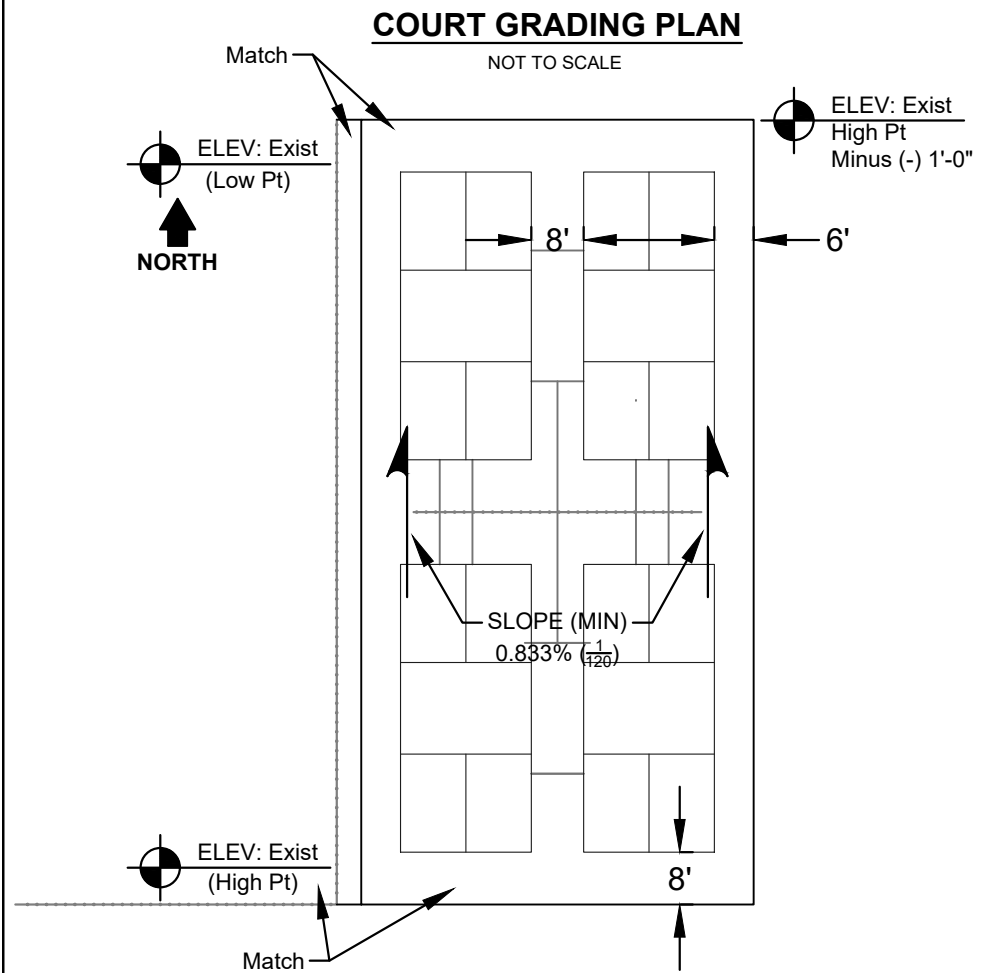 COURT GRADING PLAN
NOT TO SCALE
Match
ELEV: Exist
High Pt
Minus (-) 1'-0"
ELEV: Exist
(Low Pt)
NORTH
8'
6'
SLOPE (MIN)
0.833% (1/120)
ELEV: Exist
(High Pt)
8'
Match